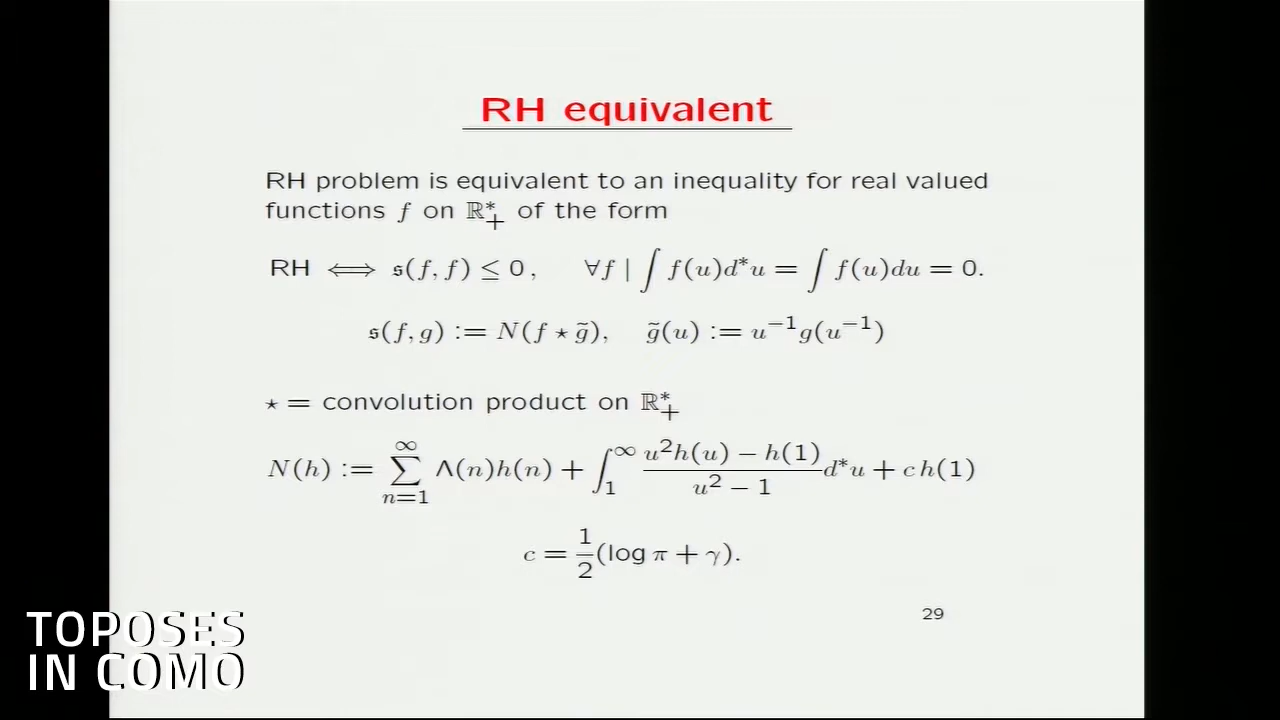 RH equivalent
RH problem is equivalent to an inequality for real valued
functions f on ℝ*₊ of the form
RH ⟺ 𝔰(f, f) ≤ 0, ∀f | ∫ f(u)d*u = ∫ f(u)du = 0.
𝔰(f, g) := N(f ⋆ g̃), g̃(u) := u⁻¹g(u⁻¹)
⋆ = convolution product on ℝ*₊
N(h) := ∑_{n=1}^{∞} Λ(n)h(n) + ∫_1^∞ (u²h(u) − h(1))/(u² − 1) d*u + c h(1)
c = 1/2 (log π + γ).
29
TOPOSES
IN COMO